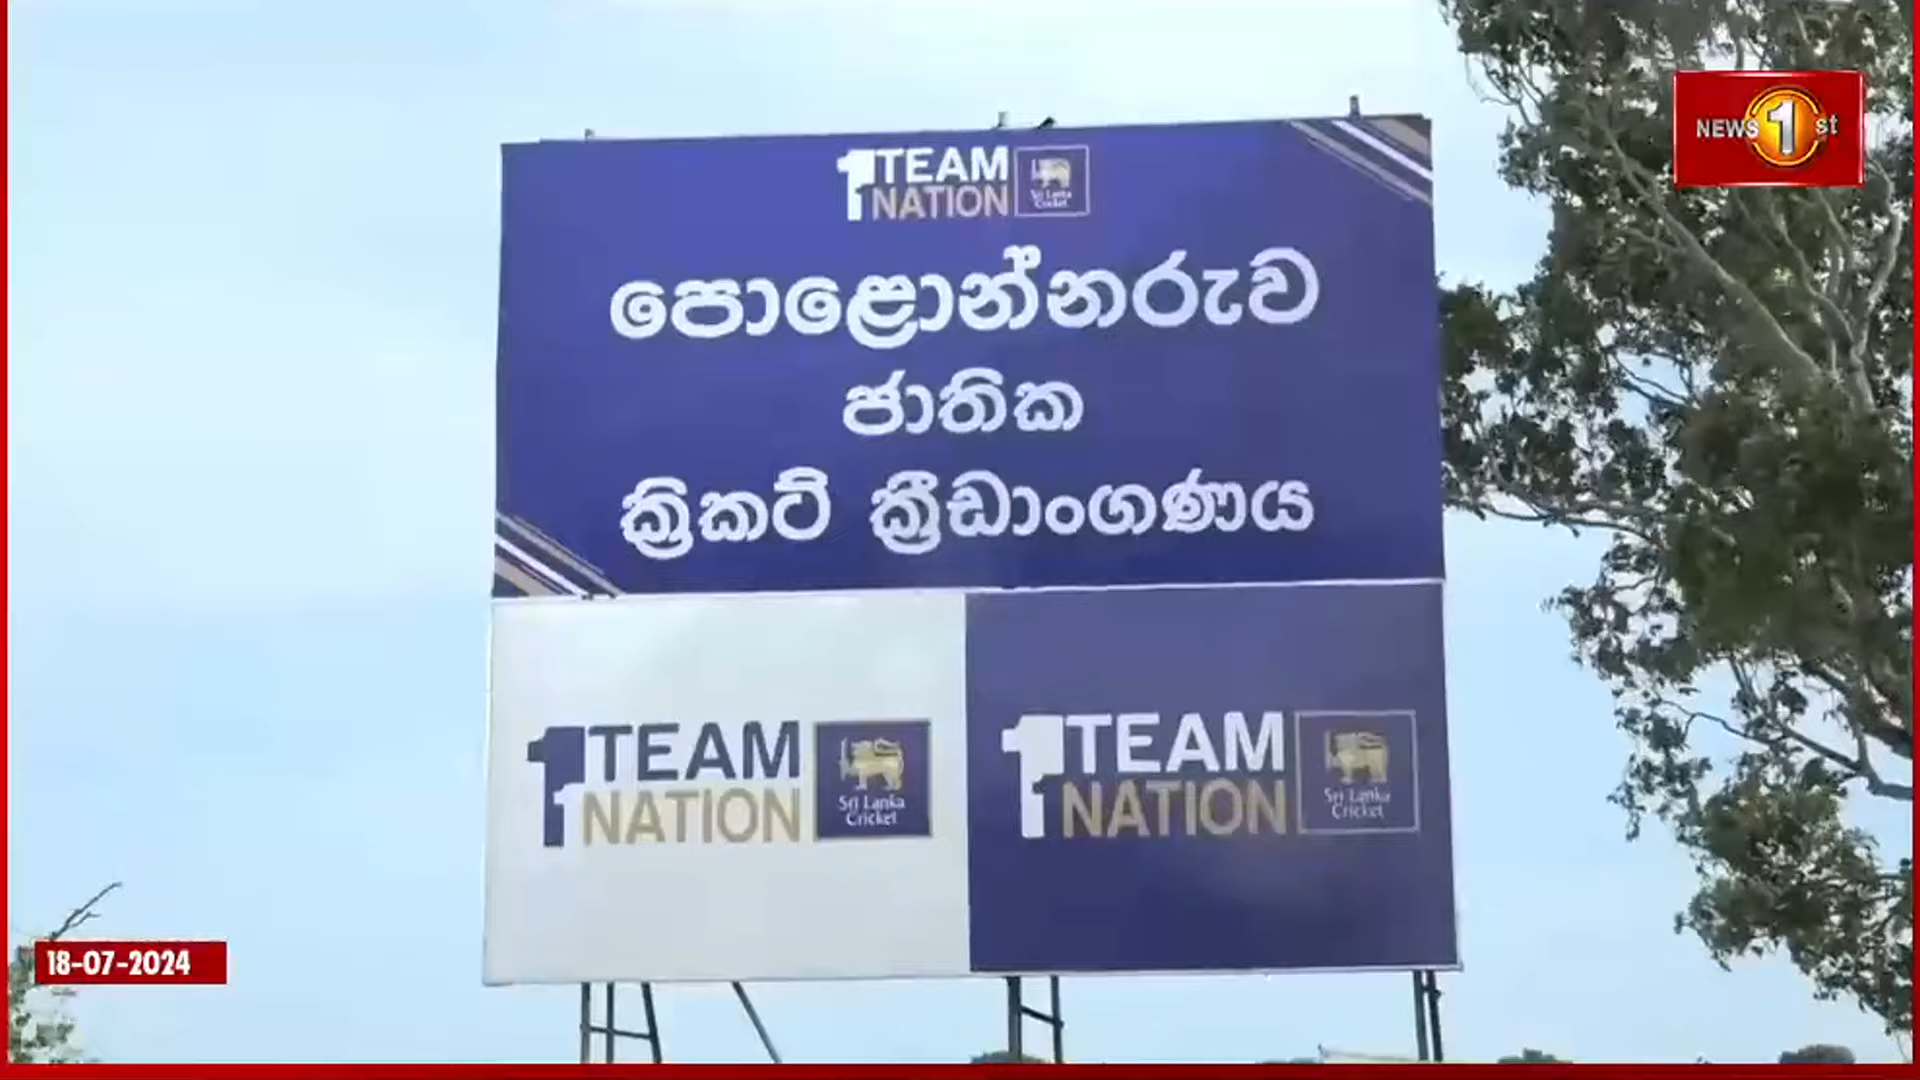 NEWS 1st
1 TEAM
NATION
Sri Lanka
Cricket
පොළොන්නරුව
ජාතික
ක්‍රිකට් ක්‍රීඩාංගණය
1 TEAM
NATION
Sri Lanka
Cricket
1 TEAM
NATION
Sri Lanka
Cricket
18-07-2024